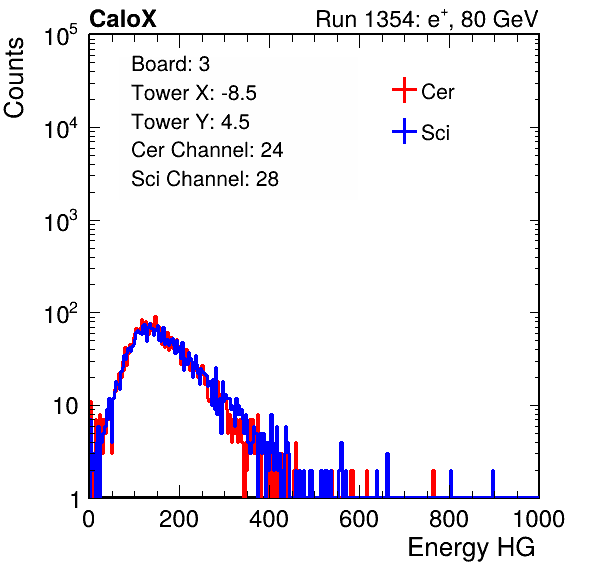 CaloX Run 1354: e⁺, 80 GeV
Counts
Board: 3
Tower X: -8.5
Tower Y: 4.5
Cer Channel: 24
Sci Channel: 28
Cer
Sci
10⁵
10⁴
10³
10²
10
1
0 200 400 600 800 1000
Energy HG